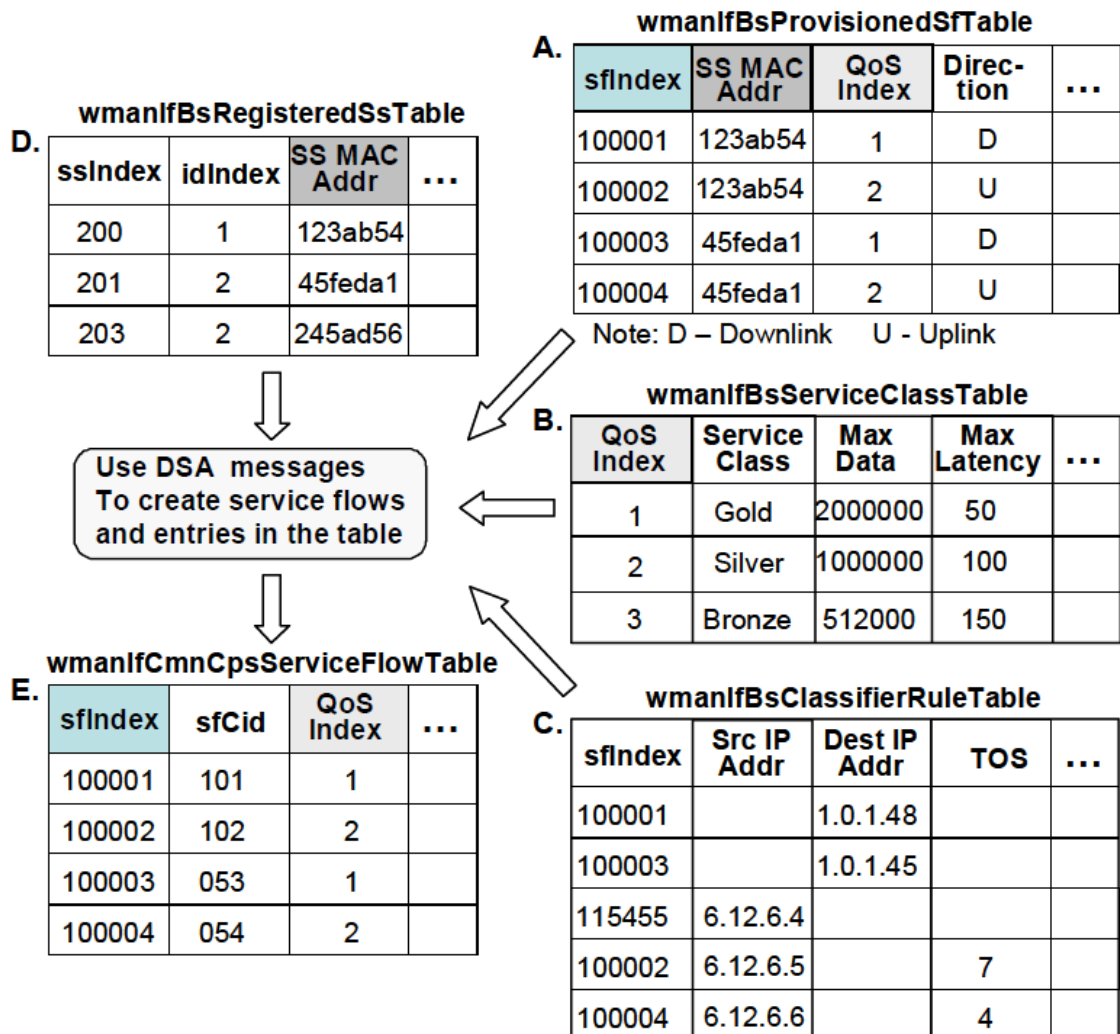 wmanIfBsProvisionedSfTable
A.
sfIndex SS MAC Addr QoS Index Direc-tion ...
100001 123ab54 1 D
100002 123ab54 2 U
100003 45feda1 1 D
100004 45feda1 2 U
Note: D – Downlink U - Uplink
wmanIfBsRegisteredSsTable
D.
ssIndex idIndex SS MAC Addr ...
200 1 123ab54
201 2 45feda1
203 2 245ad56
Use DSA messages
To create service flows
and entries in the table
wmanIfBsServiceClassTable
B.
QoS Index Service Class Max Data Max Latency ...
1 Gold 2000000 50
2 Silver 1000000 100
3 Bronze 512000 150
wmanIfCmnCpsServiceFlowTable
E.
sfIndex sfCid QoS Index ...
100001 101 1
100002 102 2
100003 053 1
100004 054 2
wmanIfBsClassifierRuleTable
C.
sfIndex Src IP Addr Dest IP Addr TOS ...
100001 1.0.1.48
100003 1.0.1.45
115455 6.12.6.4
100002 6.12.6.5 7
100004 6.12.6.6 4